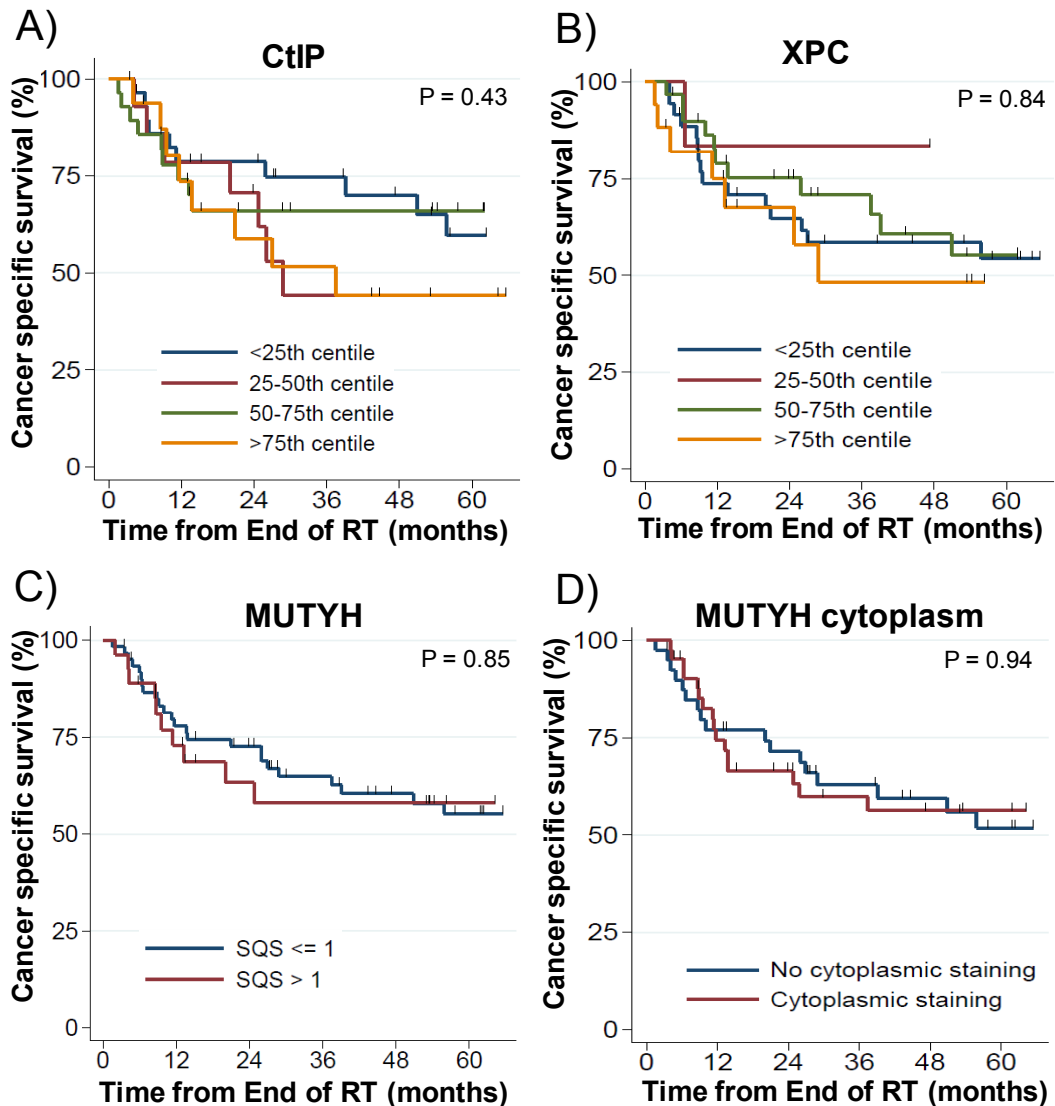 A)
CtIP
P = 0.43
Cancer specific survival (%)
100
75
50
25
0
<25th centile
25-50th centile
50-75th centile
>75th centile
0 12 24 36 48 60
Time from End of RT (months)
B)
XPC
P = 0.84
Cancer specific survival (%)
100
75
50
25
0
<25th centile
25-50th centile
50-75th centile
>75th centile
0 12 24 36 48 60
Time from End of RT (months)
C)
MUTYH
P = 0.85
Cancer specific survival (%)
100
75
50
25
0
SQS <= 1
SQS > 1
0 12 24 36 48 60
Time from End of RT (months)
D)
MUTYH cytoplasm
P = 0.94
Cancer specific survival (%)
100
75
50
25
0
No cytoplasmic staining
Cytoplasmic staining
0 12 24 36 48 60
Time from End of RT (months)